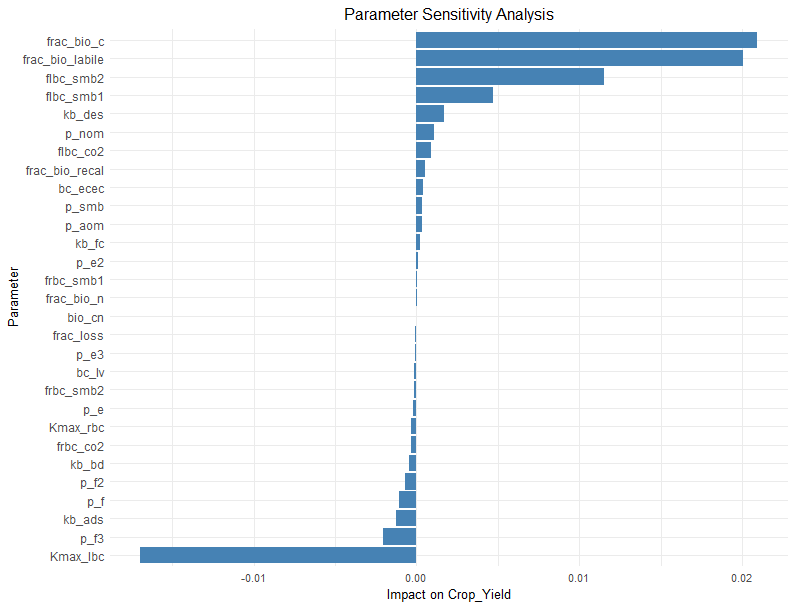 Parameter Sensitivity Analysis
frac_bio_c
frac_bio_labile
flbc_smb2
flbc_smb1
kb_des
p_nom
flbc_co2
frac_bio_recal
bc_ecec
p_smb
p_aom
kb_fc
p_e2
frbc_smb1
frac_bio_n
bio_cn
frac_loss
p_e3
bc_lv
frbc_smb2
p_e
Kmax_rbc
frbc_co2
kb_bd
p_f2
p_f
kb_ads
p_f3
Kmax_lbc
Parameter
-0.01 0.00 0.01 0.02
Impact on Crop_Yield